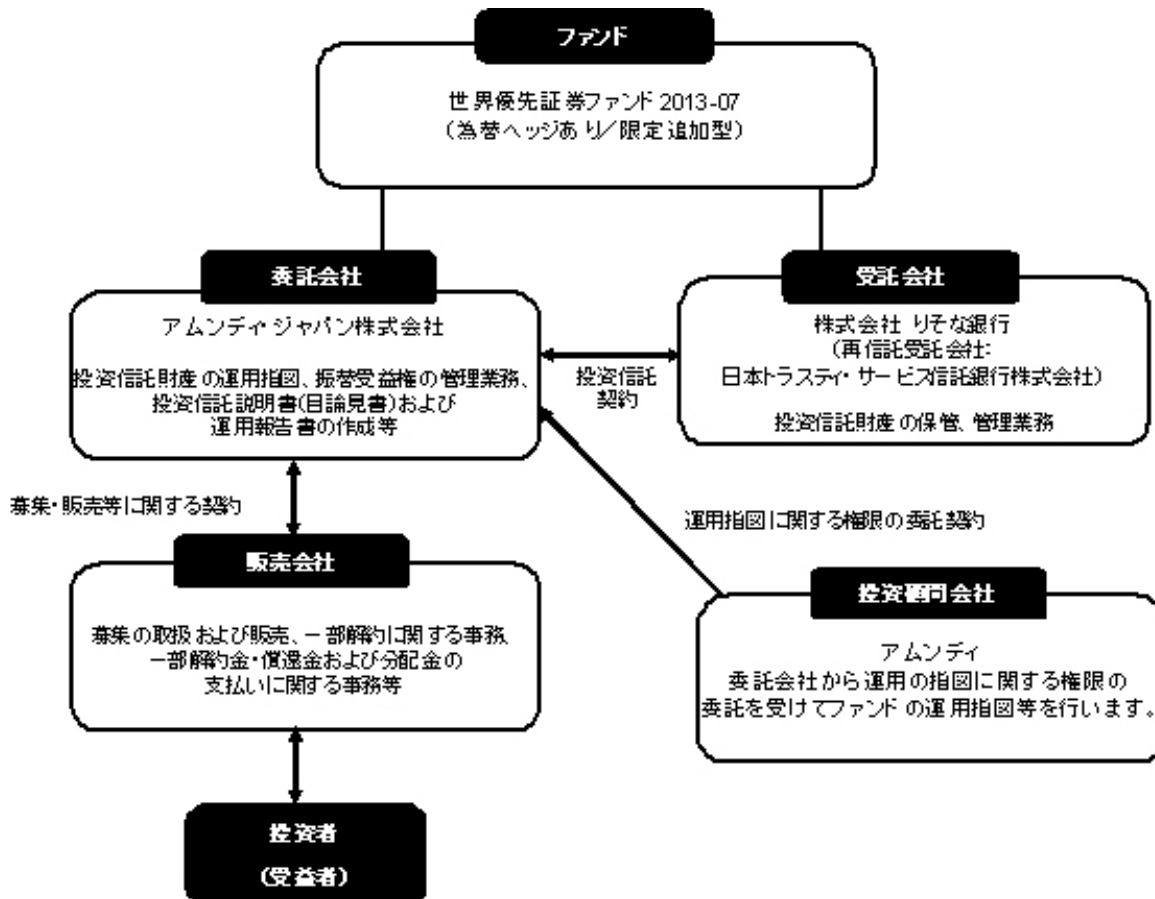 ファンド
世界優先証券ファンド 2013-07
（為替ヘッジあり／限定追加型）
委託会社
アムンディ・ジャパン株式会社
投資信託財産の運用指図、振替受益権の管理業務、
投資信託説明書(目論見書)および
運用報告書の作成等
受託会社
株式会社 りそな銀行
（再信託受託会社：
日本トラスティ・サービス信託銀行株式会社）
投資信託財産の保管、管理業務
投資信託
契約
募集・販売等に関する契約
運用指図に関する権限の委託契約
販売会社
募集の取扱および販売、一部解約に関する事務、
一部解約金・償還金および分配金の
支払いに関する事務等
投資顧問会社
アムンディ
委託会社から運用の指図に関する権限の
委託を受けてファンドの運用指図等を行います。
投資者
（受益者）